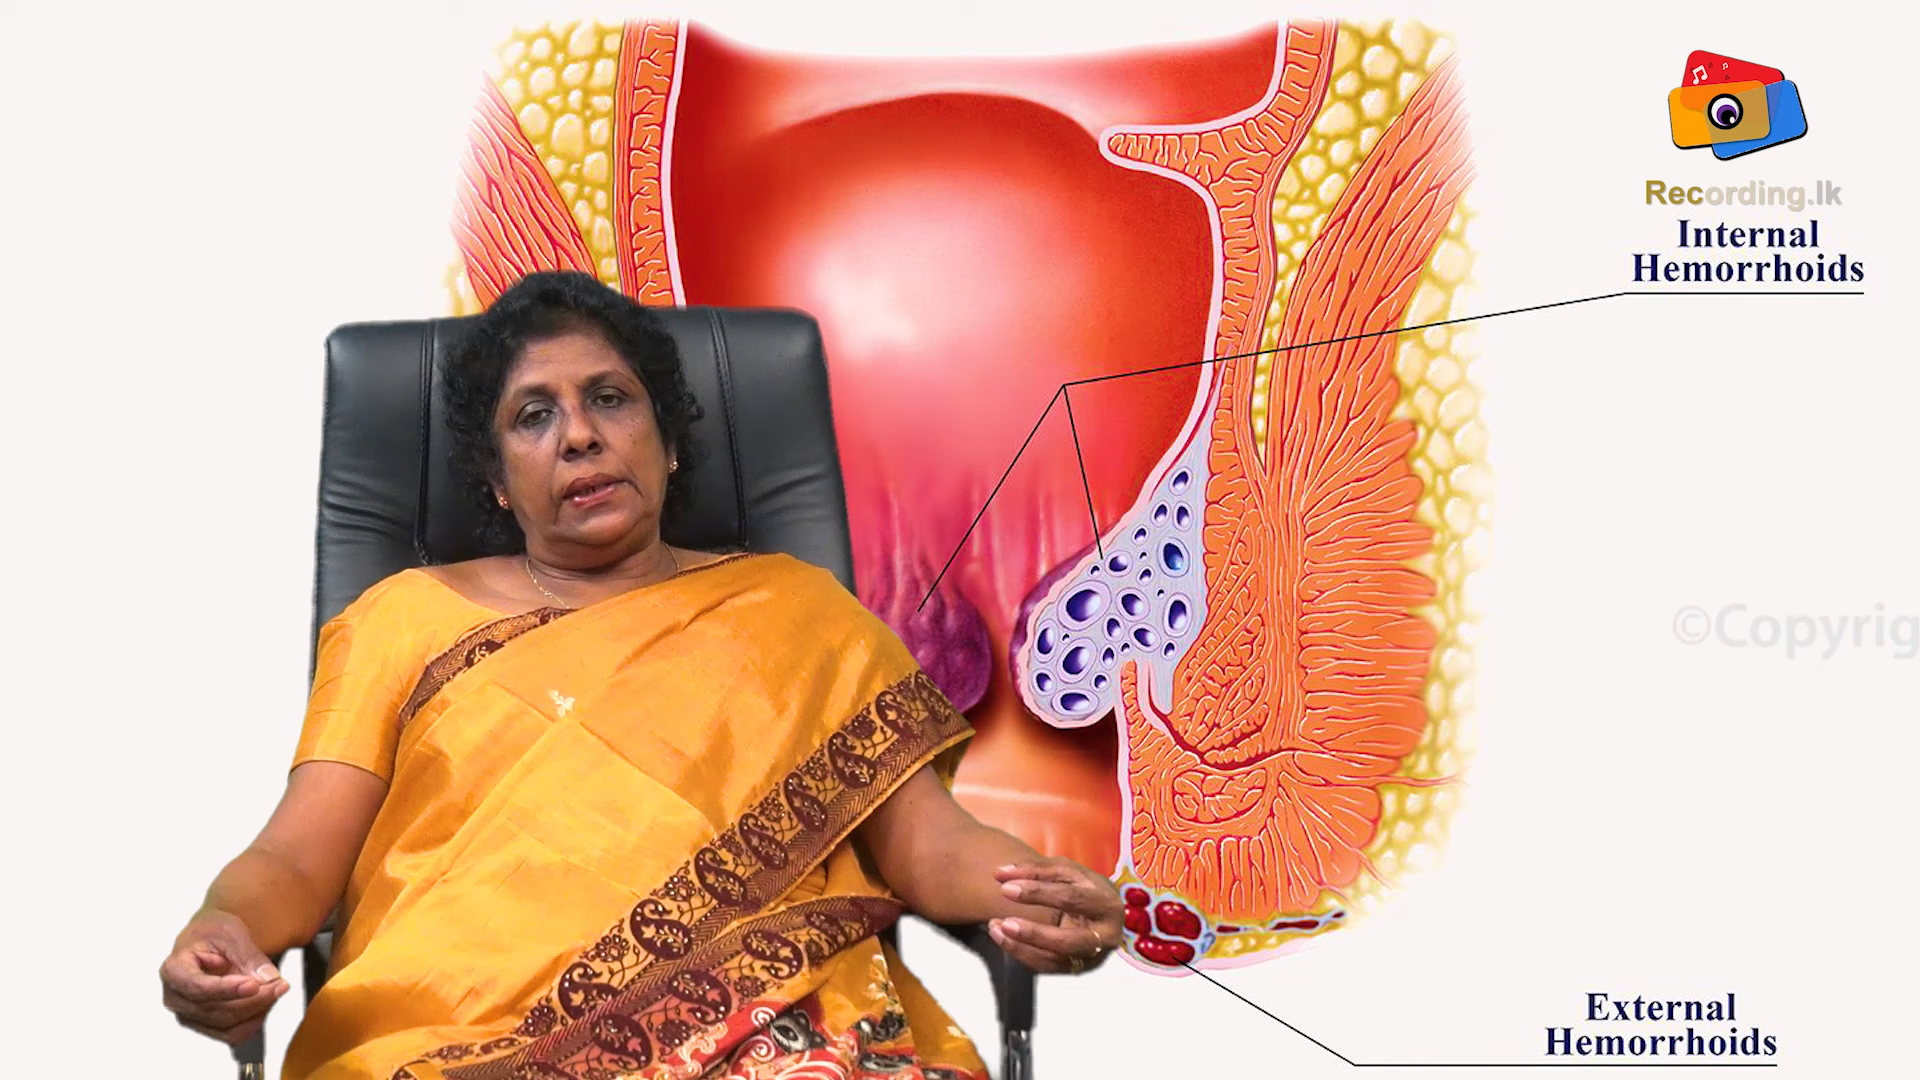 Recording.lk
Internal
Hemorrhoids
©Copyrig
External
Hemorrhoids